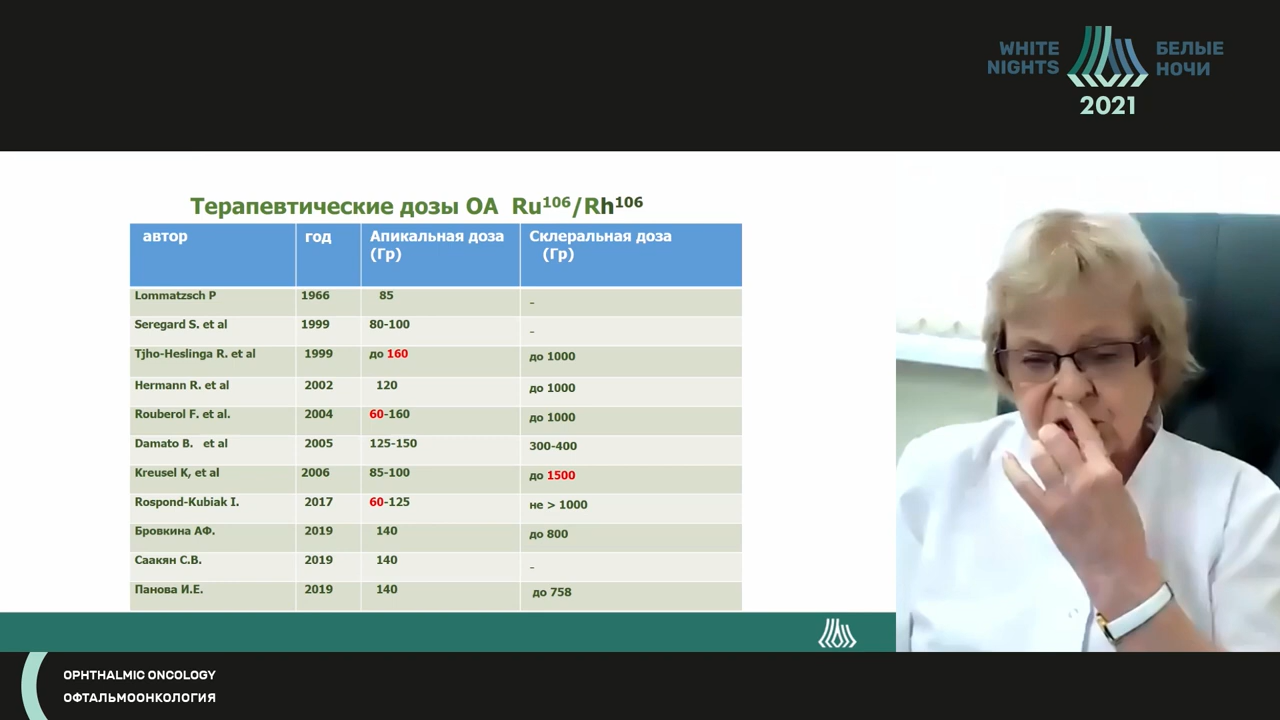 WHITE NIGHTS
БЕЛЫЕ НОЧИ
2021
Терапевтические дозы ОА Ru¹⁰⁶/Rh¹⁰⁶
автор год Апикальная доза (Гр) Склеральная доза (Гр)
Lommatzsch P 1966 85 -
Seregard S. et al 1999 80-100 -
Tjho-Heslinga R. et al 1999 до 160 до 1000
Hermann R. et al 2002 120 до 1000
Rouberol F. et al. 2004 60-160 до 1000
Damato B. et al 2005 125-150 300-400
Kreusel K, et al 2006 85-100 до 1500
Rospond-Kubiak I. 2017 60-125 не > 1000
Бровкина АФ. 2019 140 до 800
Саакян С.В. 2019 140 -
Панова И.Е. 2019 140 до 758
OPHTHALMIC ONCOLOGY
ОФТАЛЬМООНКОЛОГИЯ